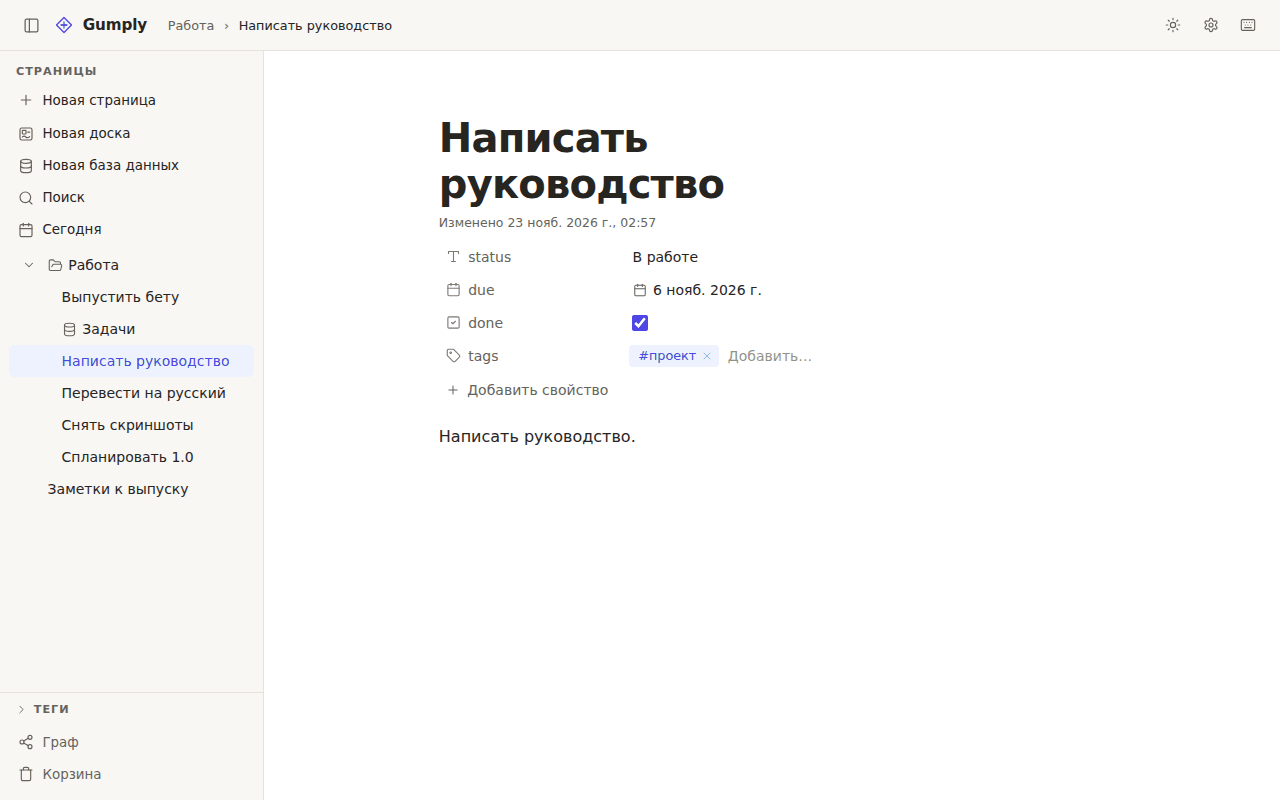 Gumply
Работа › Написать руководство
СТРАНИЦЫ
Новая страница
Новая доска
Новая база данных
Поиск
Сегодня
Работа
Выпустить бету
Задачи
Написать руководство
Перевести на русский
Снять скриншоты
Спланировать 1.0
Заметки к выпуску
ТЕГИ
Граф
Корзина
Написать
руководство
Изменено 23 нояб. 2026 г., 02:57
status В работе
due 6 нояб. 2026 г.
done
tags #проект Добавить...
Добавить свойство
Написать руководство.